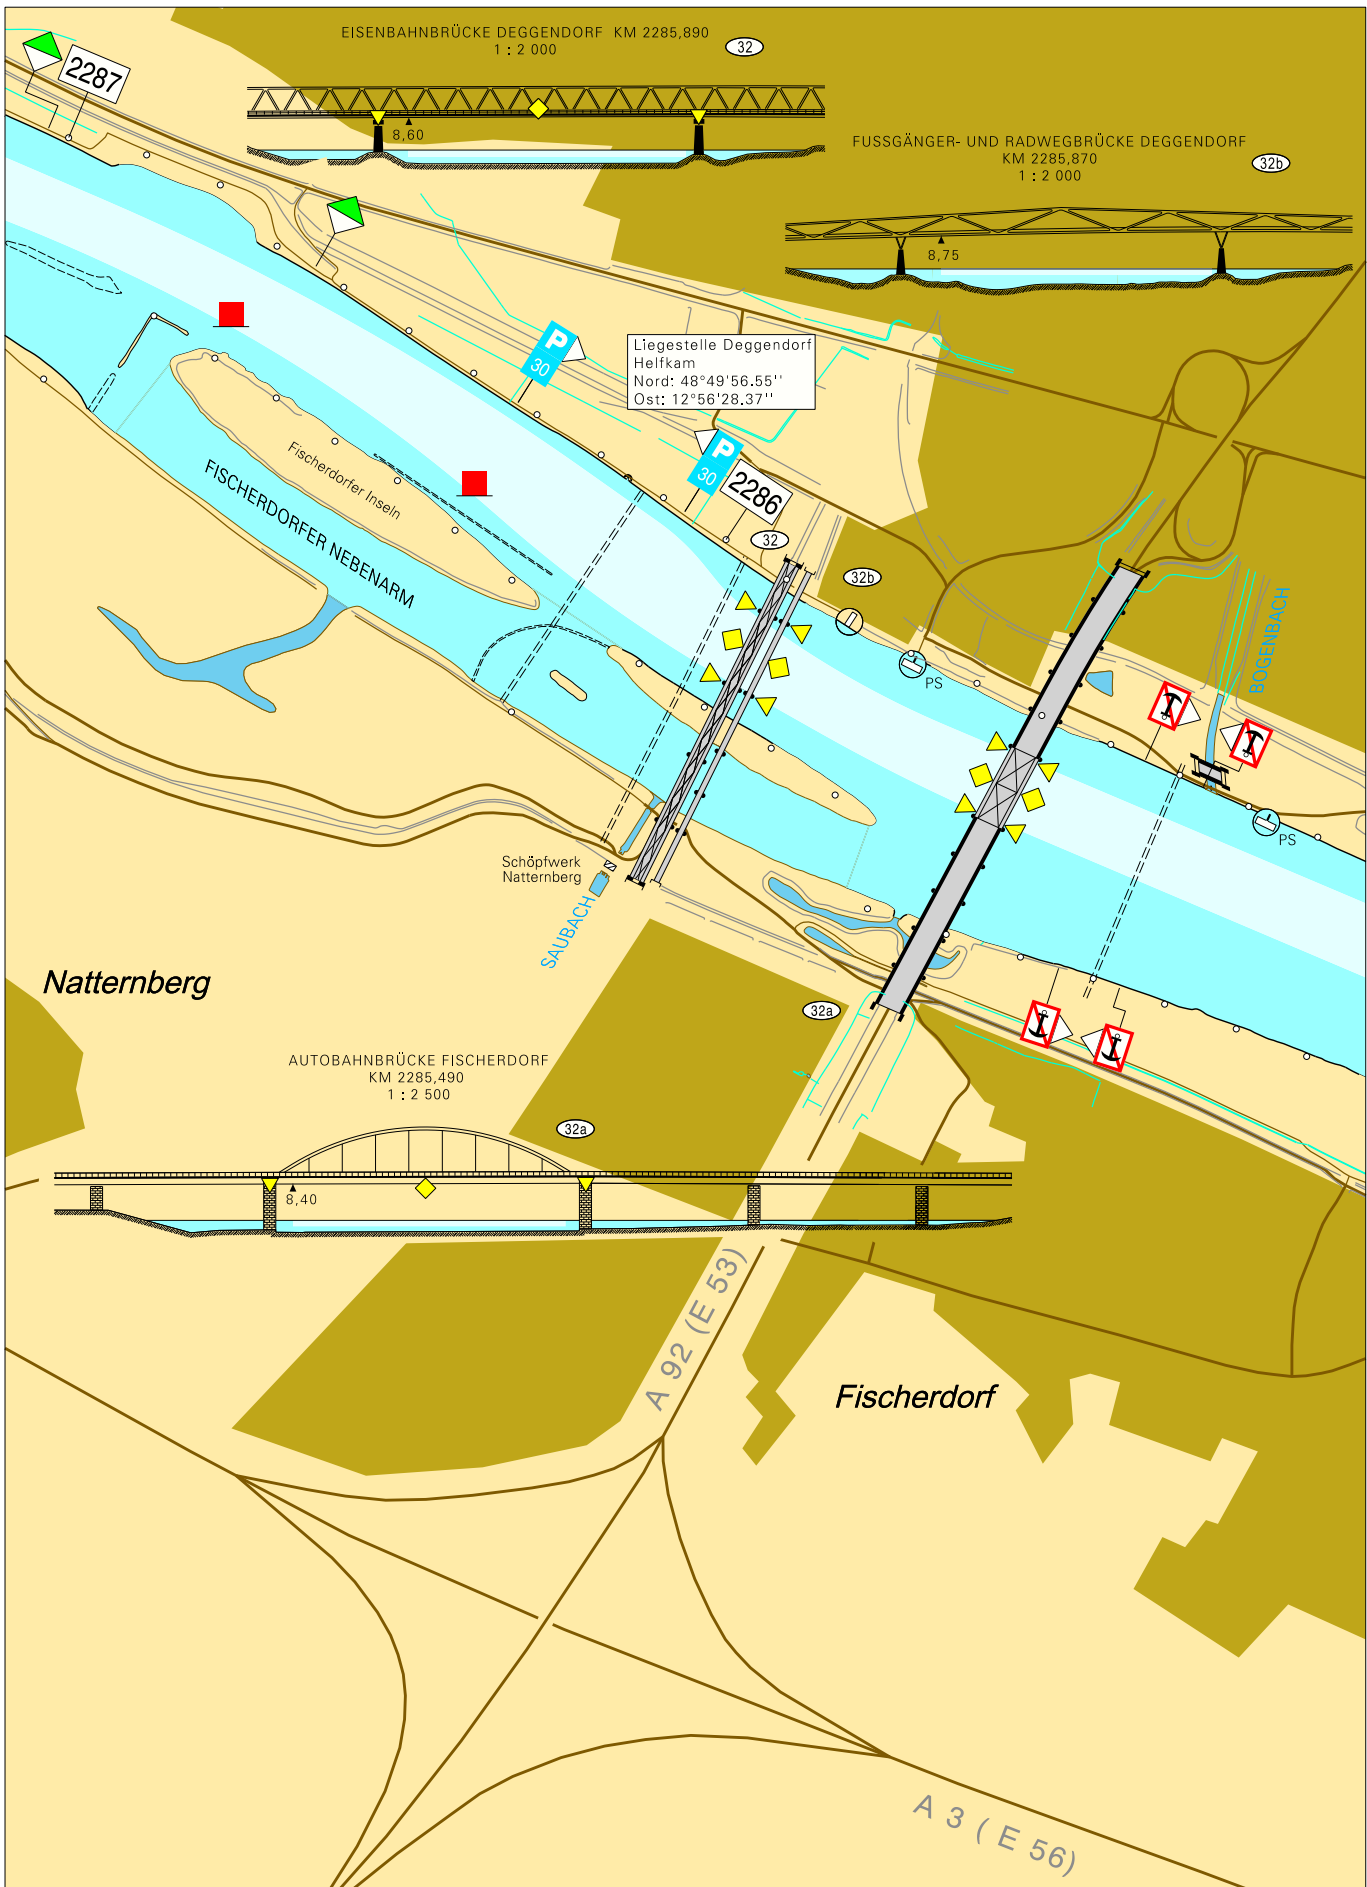 EISENBAHNBRÜCKE DEGGENDORF KM 2285,890
1 : 2 000
32
2287
8,60
FUSSGÄNGER- UND RADWEGBRÜCKE DEGGENDORF
KM 2285,870
1 : 2 000
32b
8,75
P
30
Liegestelle Deggendorf
Helfkam
Nord: 48°49'56.55''
Ost: 12°56'28.37''
P
30
2286
Fischerdorfer Inseln
FISCHERDORFER NEBENARM
32
32b
PS
BOGENBACH
PS
Schöpfwerk
Natternberg
SAUBACH
Natternberg
32a
AUTOBAHNBRÜCKE FISCHERDORF
KM 2285,490
1 : 2 500
32a
8,40
A 92 (E 53)
Fischerdorf
A 3 ( E 56)